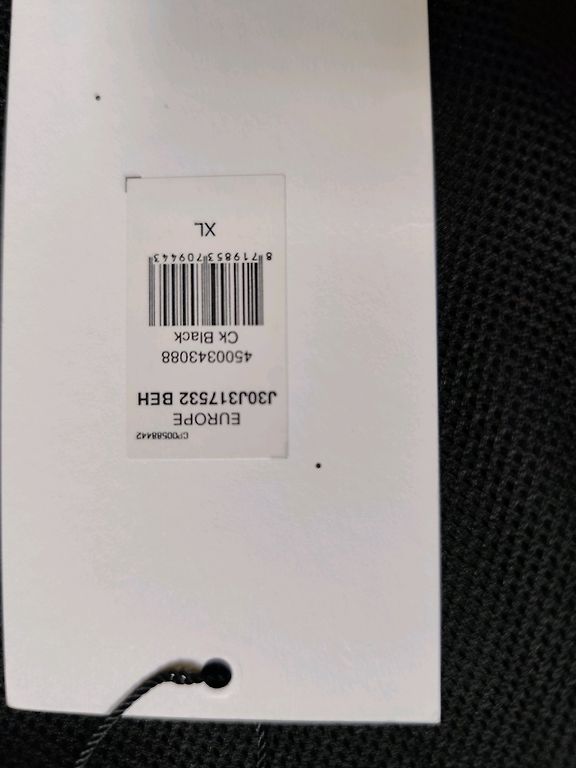 CP00588442
EUROPE
J30J317532 BEH
4500343088
Ck Black
8 719853 709443
XL